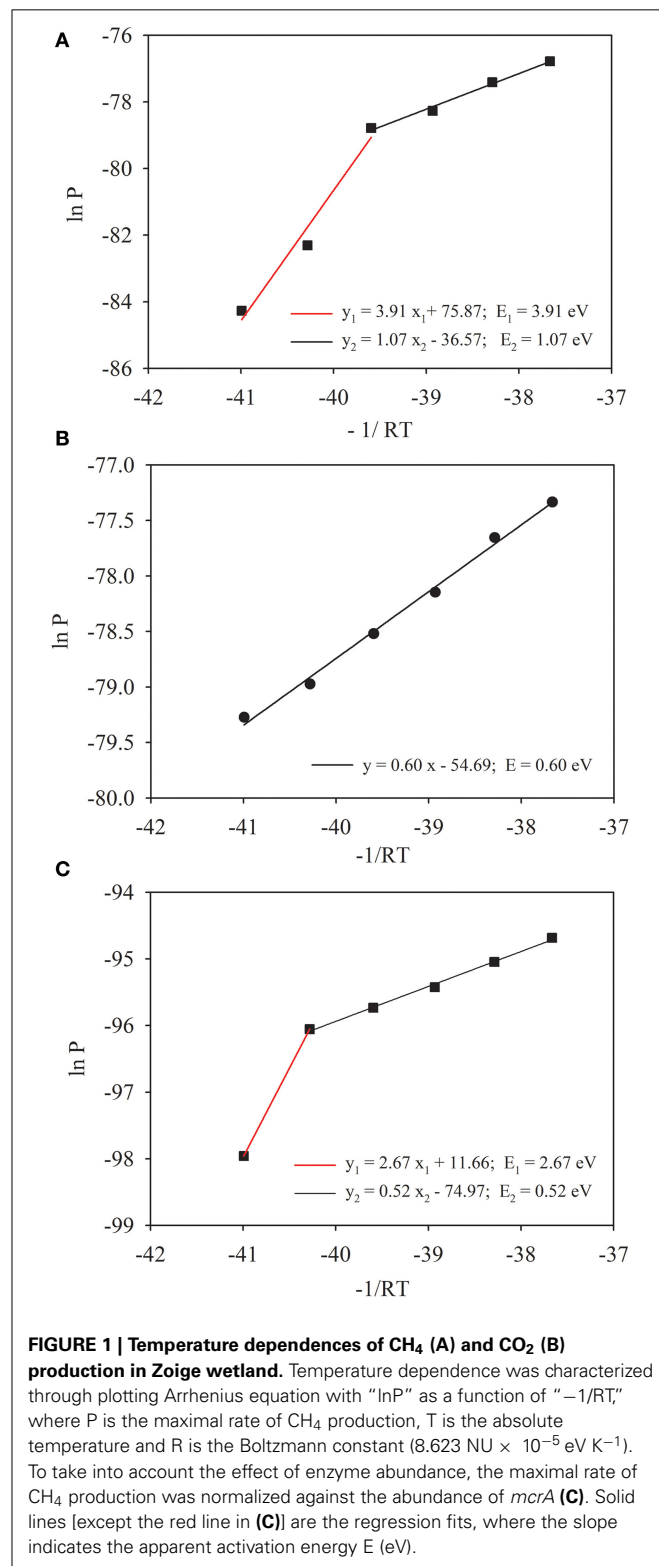 A
-76
-78
-80
-82
-84
-86
ln P
y₁ = 3.91 x₁+ 75.87;  E₁ = 3.91 eV
y₂ = 1.07 x₂ - 36.57;  E₂ = 1.07 eV
-42 -41 -40 -39 -38 -37
- 1/ RT
B
-77.0
-77.5
-78.0
-78.5
-79.0
-79.5
-80.0
ln P
y = 0.60 x - 54.69;  E = 0.60 eV
-42 -41 -40 -39 -38 -37
-1/RT
C
-94
-95
-96
-97
-98
-99
ln P
y₁ = 2.67 x₁ + 11.66;  E₁ = 2.67 eV
y₂ = 0.52 x₂ - 74.97;  E₂ = 0.52 eV
-42 -41 -40 -39 -38 -37
-1/RT
FIGURE 1 | Temperature dependences of CH₄ (A) and CO₂ (B)
production in Zoige wetland. Temperature dependence was characterized
through plotting Arrhenius equation with "lnP" as a function of "−1/RT,"
where P is the maximal rate of CH₄ production, T is the absolute
temperature and R is the Boltzmann constant (8.623 NU × 10⁻⁵ eV K⁻¹).
To take into account the effect of enzyme abundance, the maximal rate of
CH₄ production was normalized against the abundance of mcrA (C). Solid
lines [except the red line in (C)] are the regression fits, where the slope
indicates the apparent activation energy E (eV).